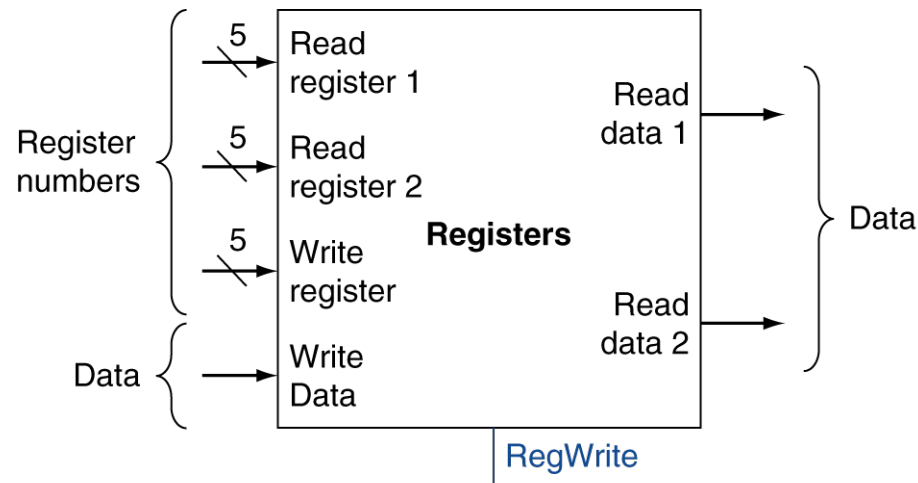 5
Read
register 1
Read
data 1
Register
numbers
5
Read
register 2
Registers
Data
5
Write
register
Read
data 2
Data
Write
Data
RegWrite